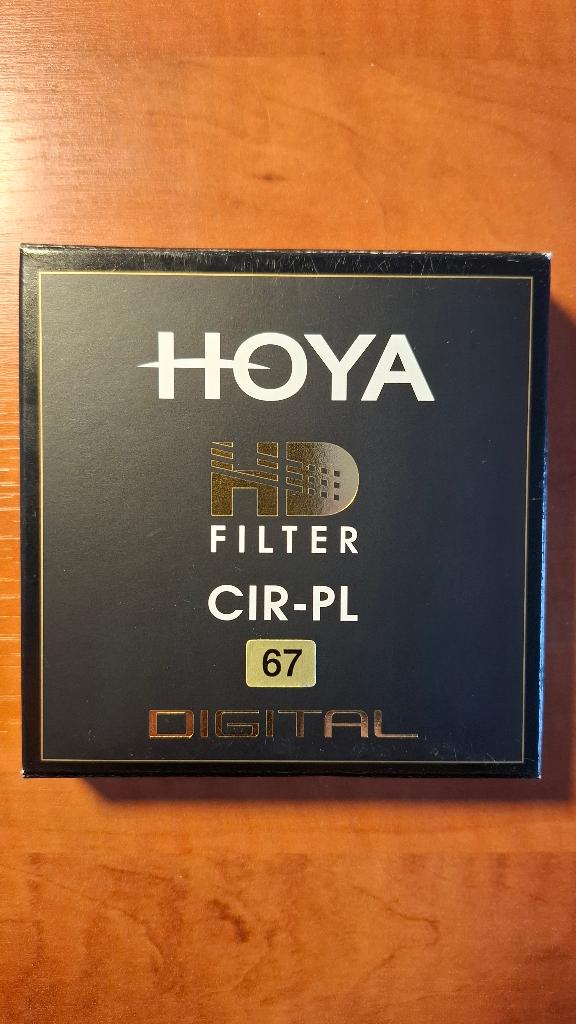 HOYA
HD
FILTER
CIR-PL
67
DIGITAL